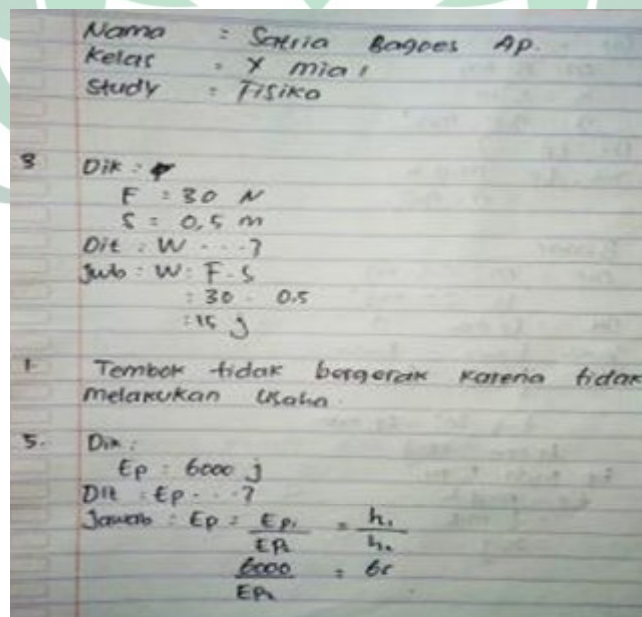 Nama : Satria Bagoes AP.
Kelas : X mia 1
Study : Fisika
3 Dik :
F : 30 N
S = 0,5 m
Dit : W . . . ?
Jwb : W : F . S
: 30 . 0.5
: 15 j
1. Tembok tidak bergerak karena tidak
melakukan usaha.
5. Dik :
Ep : 6000 j
Dit : Ep . . . ?
Jawab : Ep : Ep₁ / EP₂ = h₁ / h₂
6000 / EP₂ =